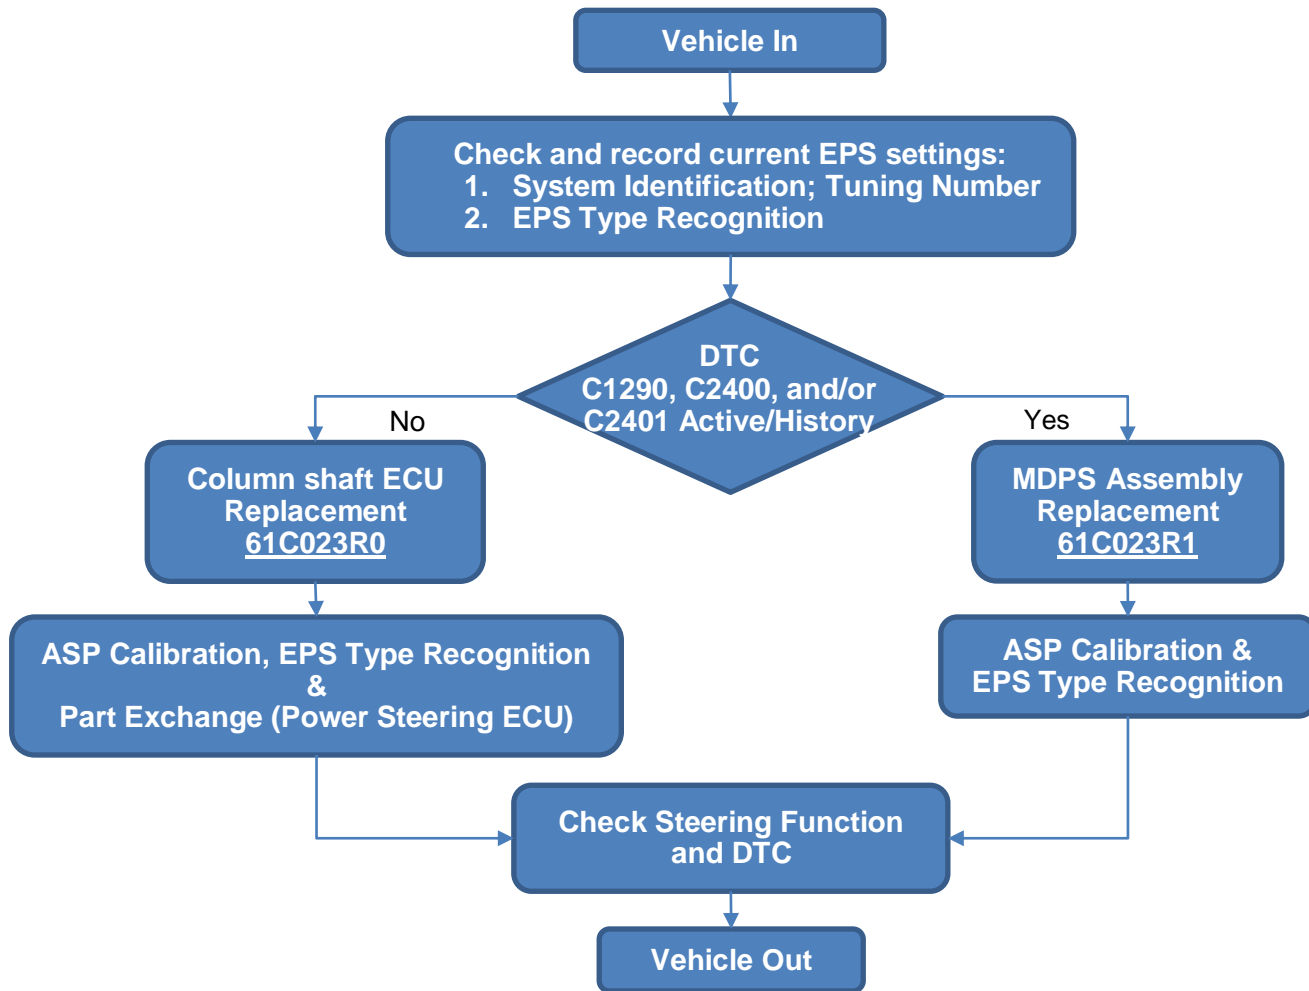 Vehicle In
Check and record current EPS settings:
1. System Identification; Tuning Number
2. EPS Type Recognition
DTC
C1290, C2400, and/or
C2401 Active/History
No
Yes
Column shaft ECU
Replacement
61C023R0
MDPS Assembly
Replacement
61C023R1
ASP Calibration, EPS Type Recognition
&
Part Exchange (Power Steering ECU)
ASP Calibration &
EPS Type Recognition
Check Steering Function
and DTC
Vehicle Out